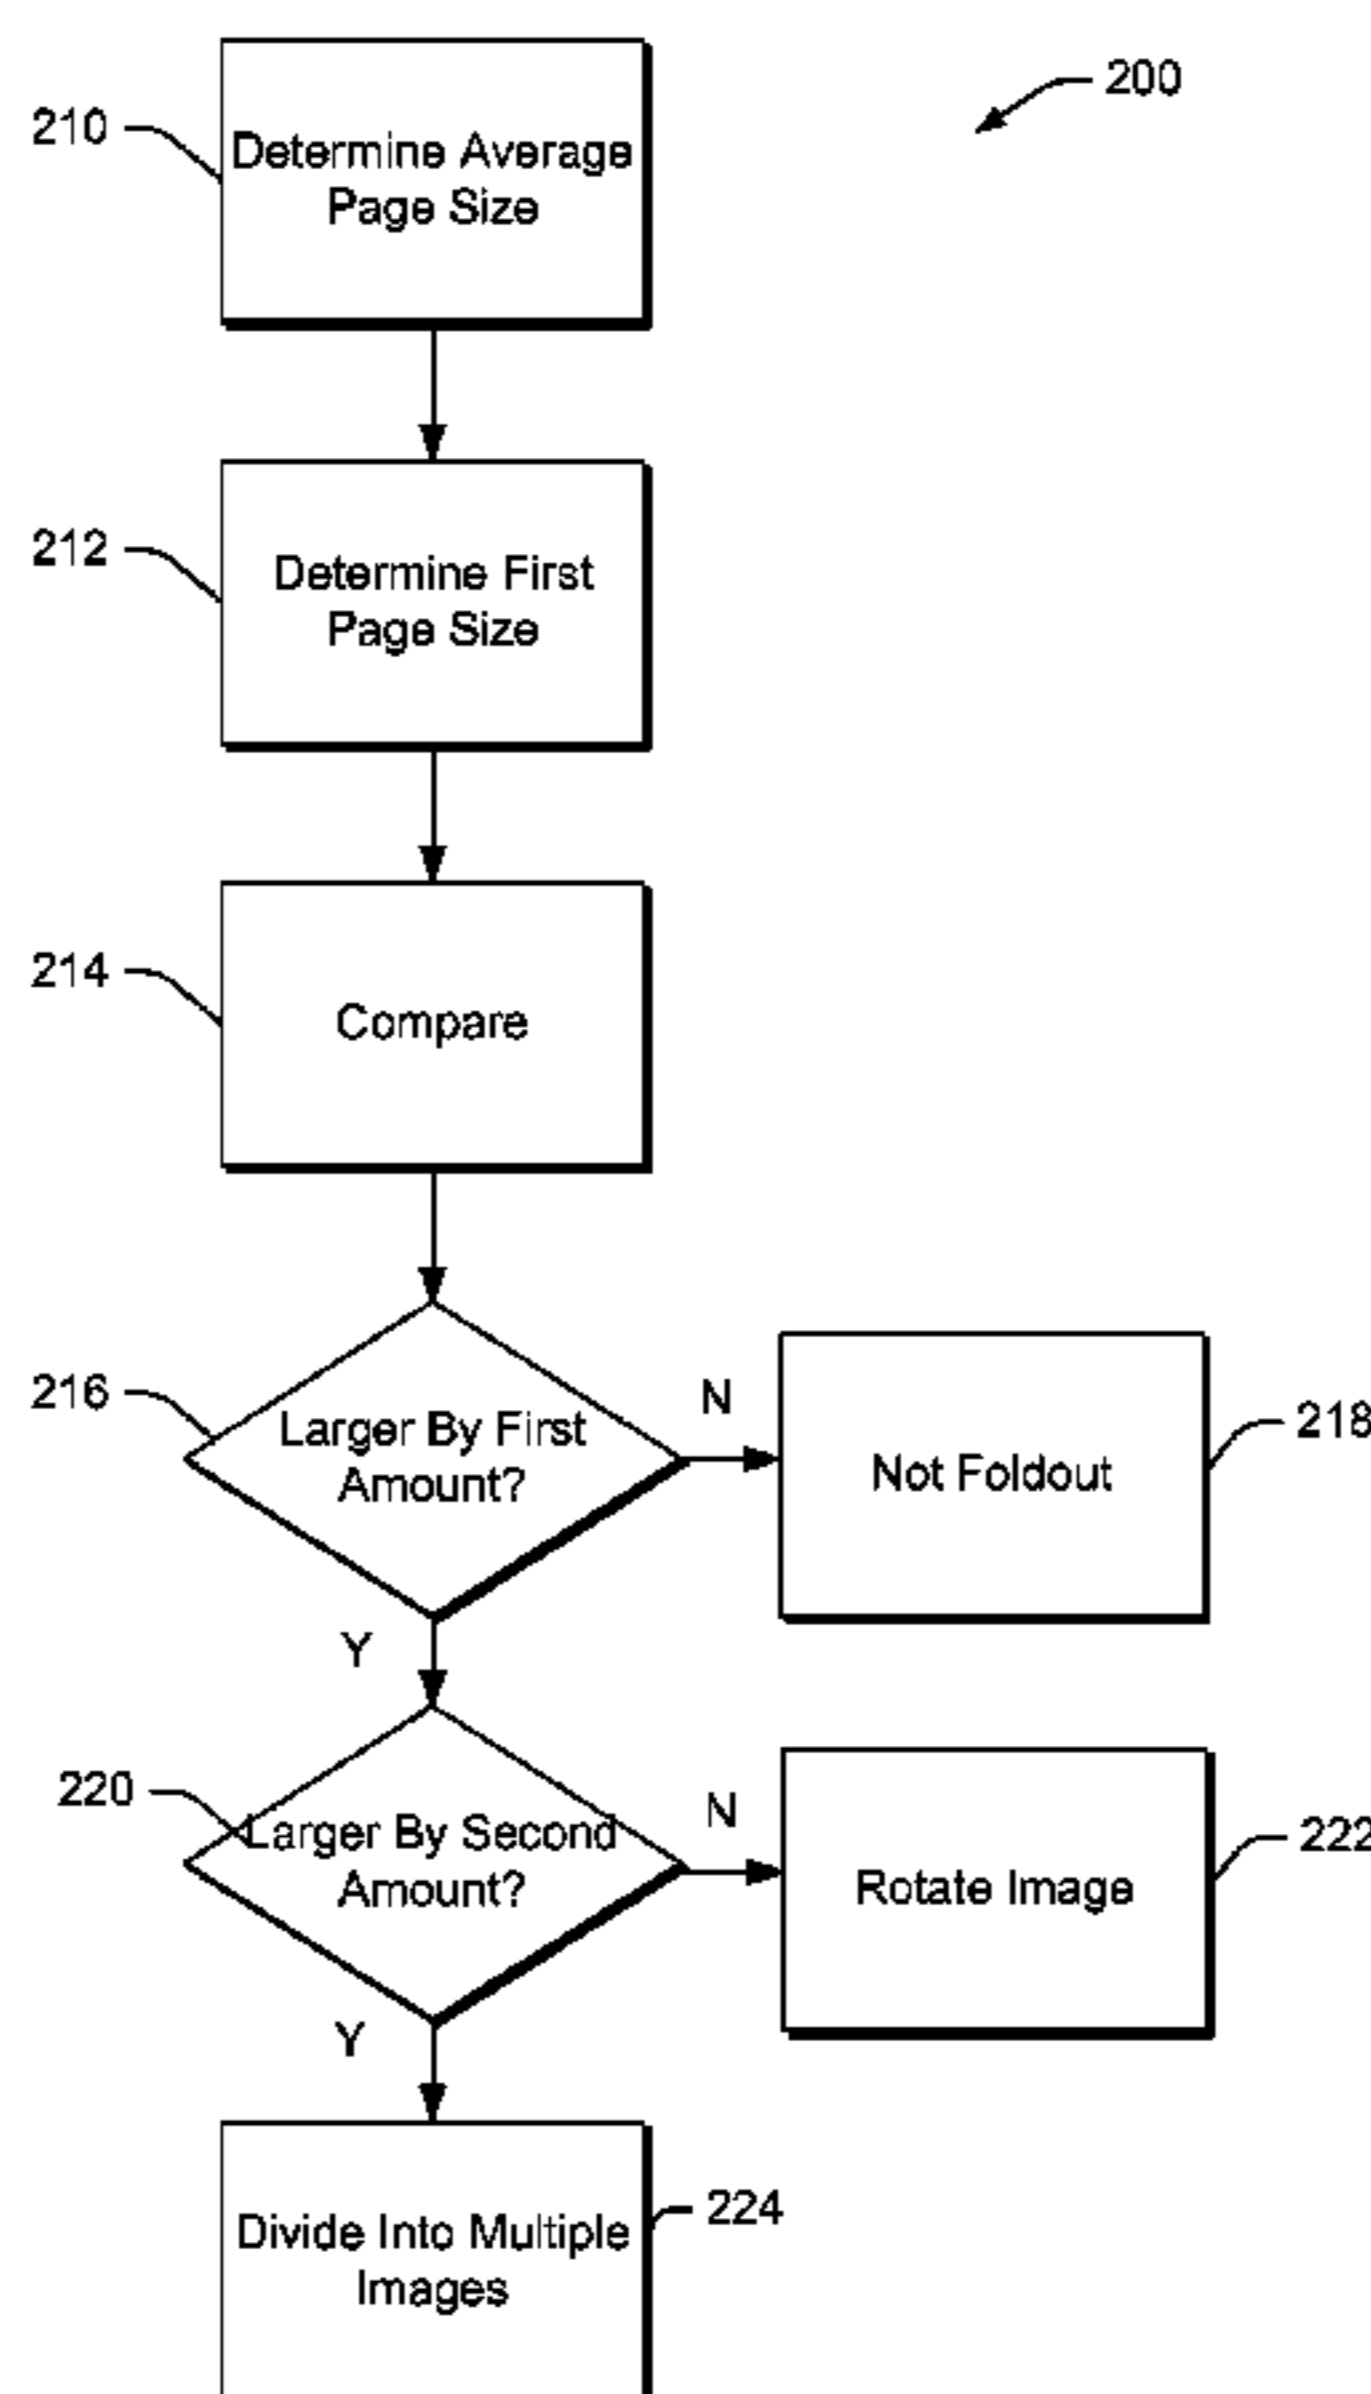 200
210
Determine Average
Page Size
212
Determine First
Page Size
214
Compare
216
Larger By First
Amount?
N
Not Foldout
218
Y
220
Larger By Second
Amount?
N
Rotate Image
222
Y
Divide Into Multiple
Images
224